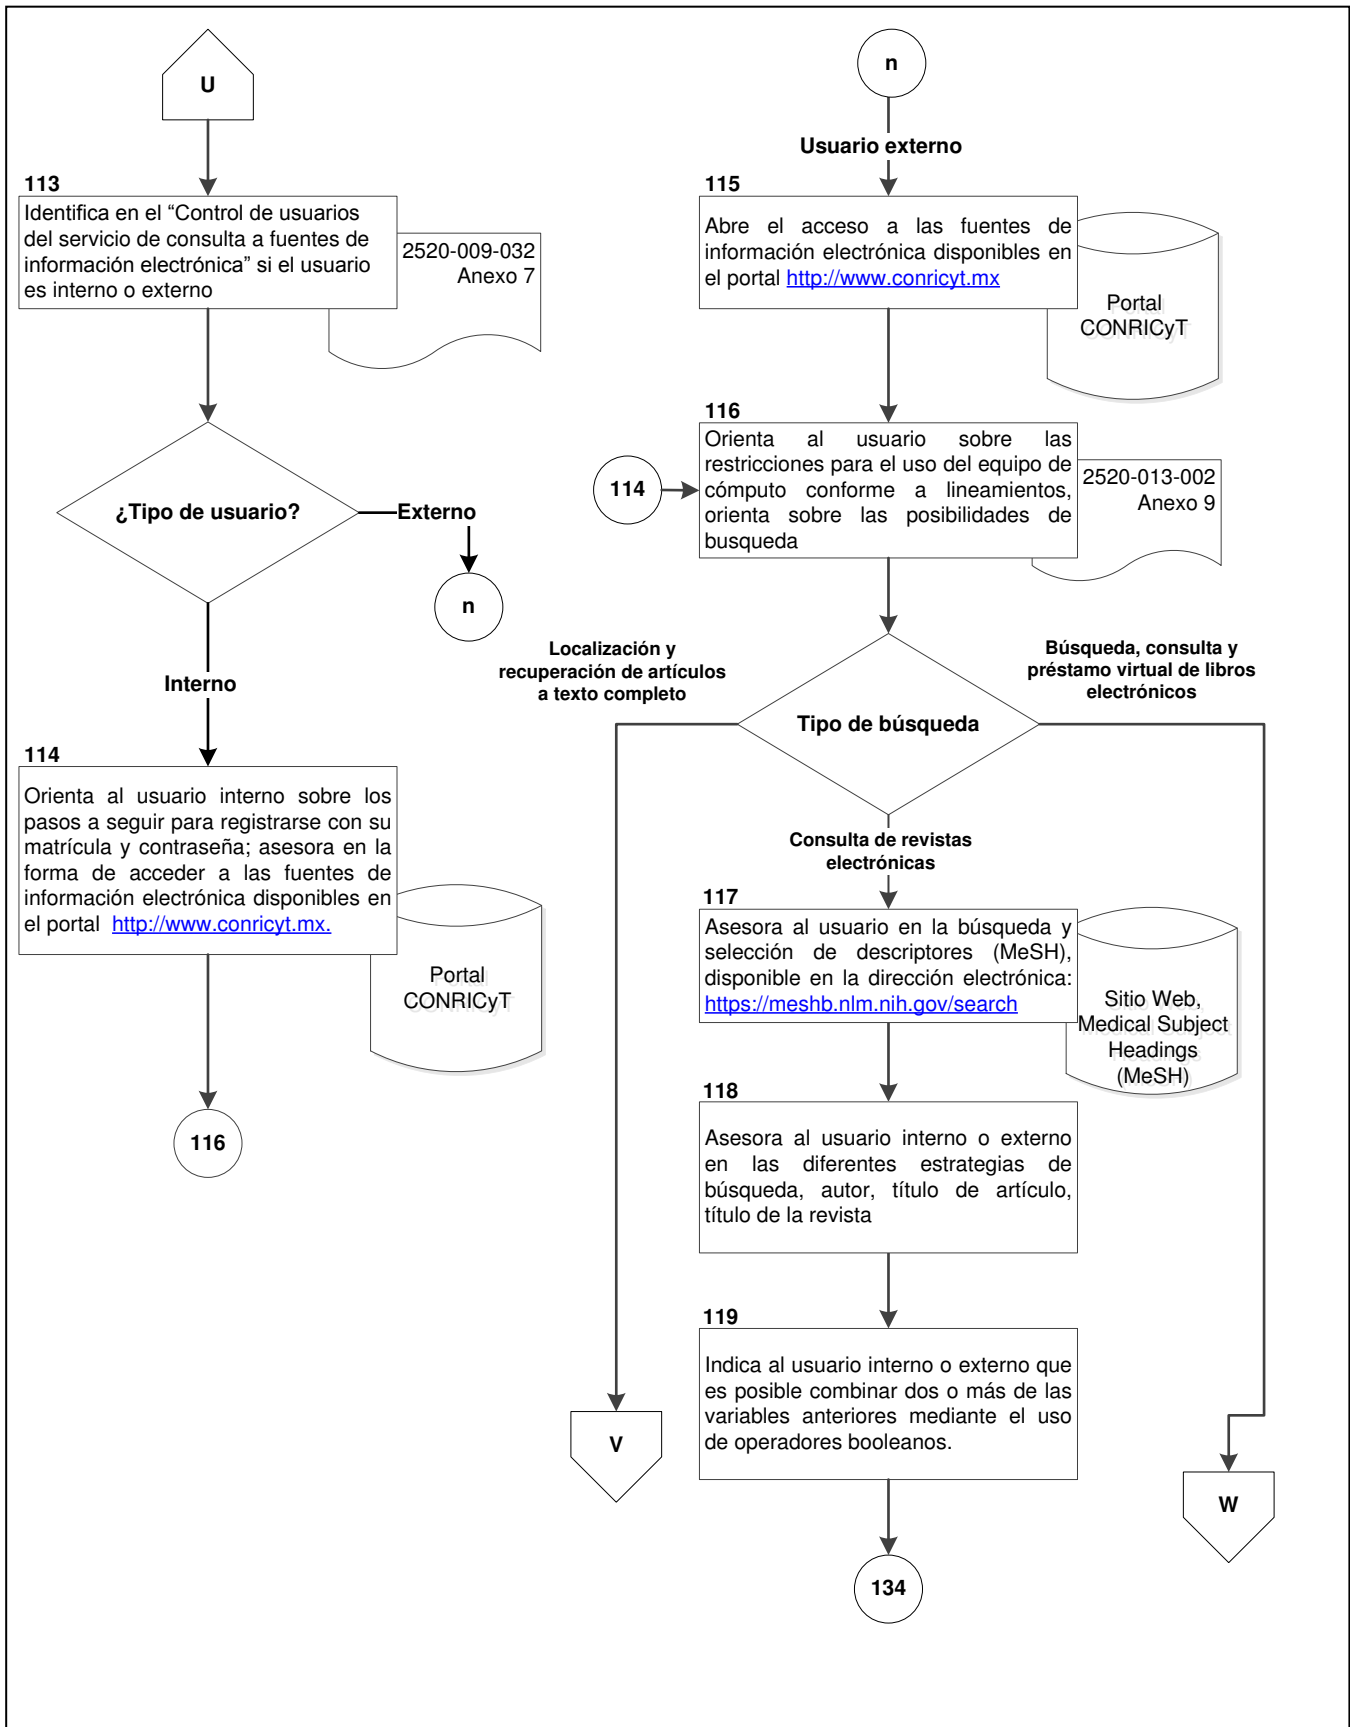 U
113
Identifica en el “Control de usuarios
del servicio de consulta a fuentes de
información electrónica” si el usuario
es interno o externo
2520-009-032
Anexo 7
¿Tipo de usuario?
Externo
n
Interno
114
Orienta al usuario interno sobre los
pasos a seguir para registrarse con su
matrícula y contraseña; asesora en la
forma de acceder a las fuentes de
información electrónica disponibles en
el portal http://www.conricyt.mx.
Portal
CONRICyT
116
n
Usuario externo
115
Abre el acceso a las fuentes de
información electrónica disponibles en
el portal http://www.conricyt.mx
Portal
CONRICyT
116
114
Orienta al usuario sobre las
restricciones para el uso del equipo de
cómputo conforme a lineamientos,
orienta sobre las posibilidades de
busqueda
2520-013-002
Anexo 9
Localización y
recuperación de artículos
a texto completo
Búsqueda, consulta y
préstamo virtual de libros
electrónicos
Tipo de búsqueda
Consulta de revistas
electrónicas
117
Asesora al usuario en la búsqueda y
selección de descriptores (MeSH),
disponible en la dirección electrónica:
https://meshb.nlm.nih.gov/search
Sitio Web,
Medical Subject
Headings
(MeSH)
118
Asesora al usuario interno o externo
en las diferentes estrategias de
búsqueda, autor, título de artículo,
título de la revista
119
Indica al usuario interno o externo que
es posible combinar dos o más de las
variables anteriores mediante el uso
de operadores booleanos.
V
W
134